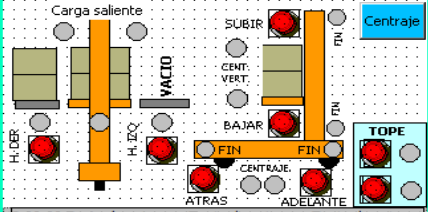 Carga saliente
SUBIR
FIN
Centraje
CENT.
VERT.
VACIO
FIN
BAJAR
TOPE
H.DER
H.IZQ
FIN
FIN
CENTRAJE.
ATRAS
ADELANTE